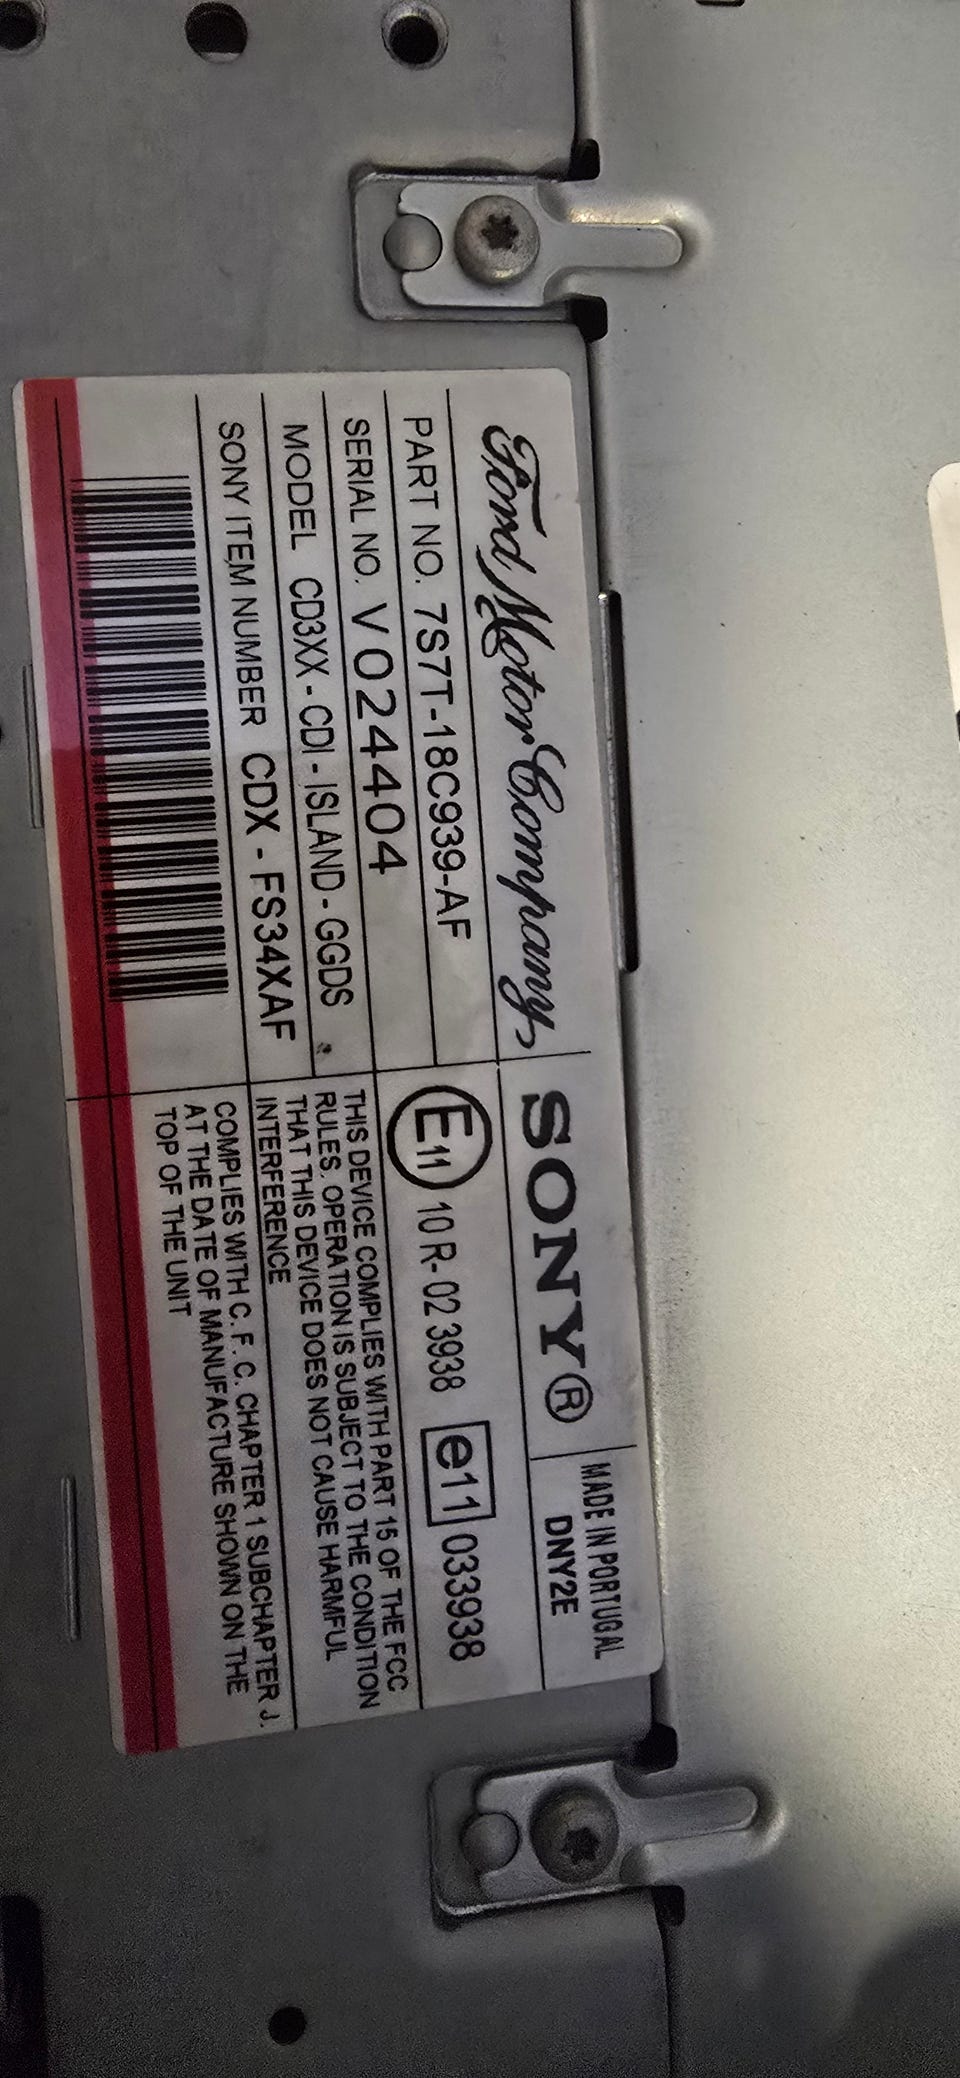 Ford Motor Company
SONY®
MADE IN PORTUGAL
DNY2E
PART NO. 7S7T-18C939-AF
SERIAL NO. V024404
MODEL CD3XX - CDI - ISLAND - GGDS
SONY ITEM NUMBER CDX - FS34XAF
E11 10 R - 02 3938 e11 033938
THIS DEVICE COMPLIES WITH PART 15 OF THE FCC
RULES. OPERATION IS SUBJECT TO THE CONDITION
THAT THIS DEVICE DOES NOT CAUSE HARMFUL
INTERFERENCE
COMPLIES WITH C. F. C. CHAPTER 1 SUBCHAPTER J.
AT THE DATE OF MANUFACTURE SHOWN ON THE
TOP OF THE UNIT